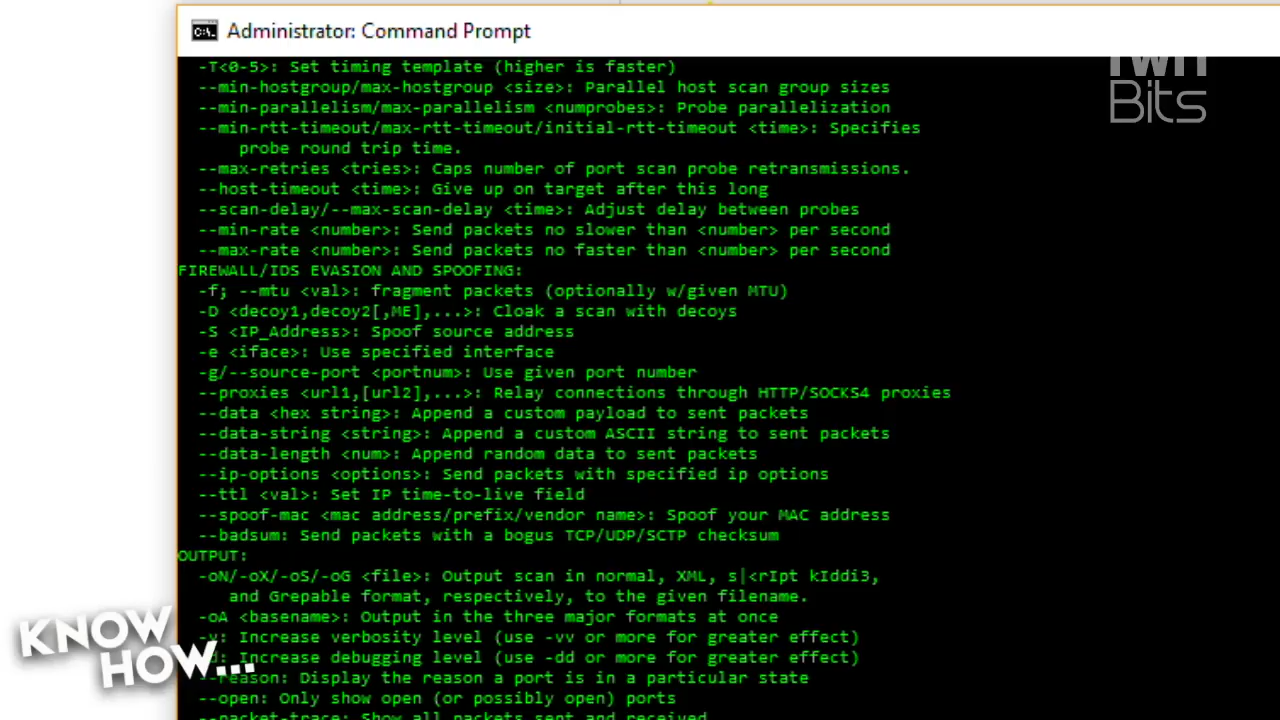 Administrator: Command Prompt
TWiT
Bits
-T<0-5>: Set timing template (higher is faster)
--min-hostgroup/max-hostgroup <size>: Parallel host scan group sizes
--min-parallelism/max-parallelism <numprobes>: Probe parallelization
--min-rtt-timeout/max-rtt-timeout/initial-rtt-timeout <time>: Specifies
probe round trip time.
--max-retries <tries>: Caps number of port scan probe retransmissions.
--host-timeout <time>: Give up on target after this long
--scan-delay/--max-scan-delay <time>: Adjust delay between probes
--min-rate <number>: Send packets no slower than <number> per second
--max-rate <number>: Send packets no faster than <number> per second
FIREWALL/IDS EVASION AND SPOOFING:
-f; --mtu <val>: fragment packets (optionally w/given MTU)
-D <decoy1,decoy2[,ME],...>: Cloak a scan with decoys
-S <IP_Address>: Spoof source address
-e <iface>: Use specified interface
-g/--source-port <portnum>: Use given port number
--proxies <url1,[url2],...>: Relay connections through HTTP/SOCKS4 proxies
--data <hex string>: Append a custom payload to sent packets
--data-string <string>: Append a custom ASCII string to sent packets
--data-length <num>: Append random data to sent packets
--ip-options <options>: Send packets with specified ip options
--ttl <val>: Set IP time-to-live field
--spoof-mac <mac address/prefix/vendor name>: Spoof your MAC address
--badsum: Send packets with a bogus TCP/UDP/SCTP checksum
OUTPUT:
-oN/-oX/-oS/-oG <file>: Output scan in normal, XML, s|<rIpt kIddi3,
and Grepable format, respectively, to the given filename.
-oA <basename>: Output in the three major formats at once
-v: Increase verbosity level (use -vv or more for greater effect)
d: Increase debugging level (use -dd or more for greater effect)
--reason: Display the reason a port is in a particular state
--open: Only show open (or possibly open) ports
--packet-trace: Show all packets sent and received
KNOW
HOW...